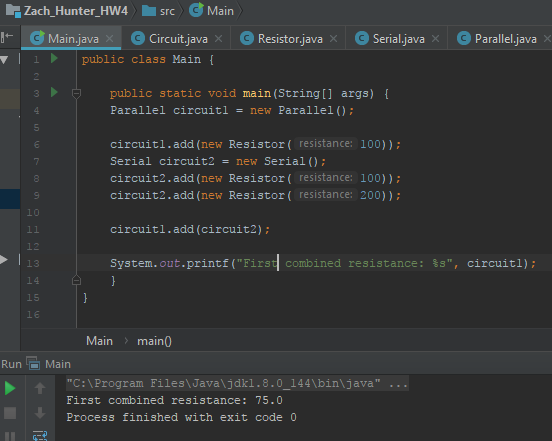 Zach_Hunter_HW4 src Main
Main.java Circuit.java Resistor.java Serial.java Parallel.java
1 public class Main {
2
3 public static void main(String[] args) {
4 Parallel circuit1 = new Parallel();
5
6 circuit1.add(new Resistor( resistance: 100));
7 Serial circuit2 = new Serial();
8 circuit2.add(new Resistor( resistance: 100));
9 circuit2.add(new Resistor( resistance: 200));
10
11 circuit1.add(circuit2);
12
13 System.out.printf("First combined resistance: %s", circuit1);
14 }
15 }
16
Main › main()
Run Main
"C:\Program Files\Java\jdk1.8.0_144\bin\java" ...
First combined resistance: 75.0
Process finished with exit code 0